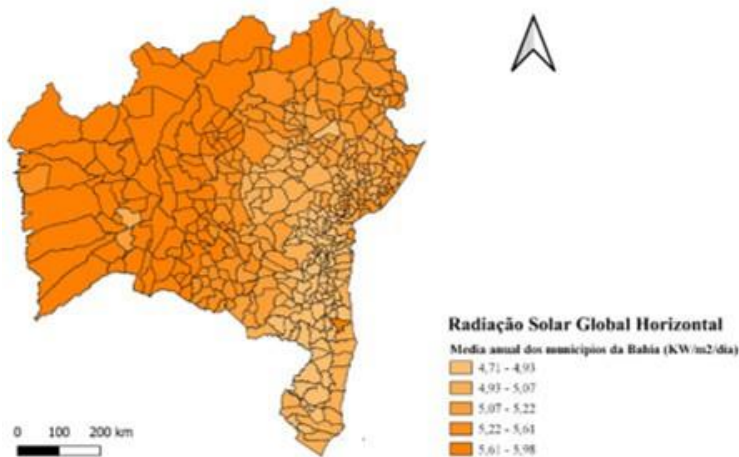 Radiação Solar Global Horizontal
Media anual dos municipios da Bahia (KW/m2/dia)
4,71 - 4,93
4,93 - 5,07
5,07 - 5,22
5,22 - 5,61
5,61 - 5,98
0 100 200 km